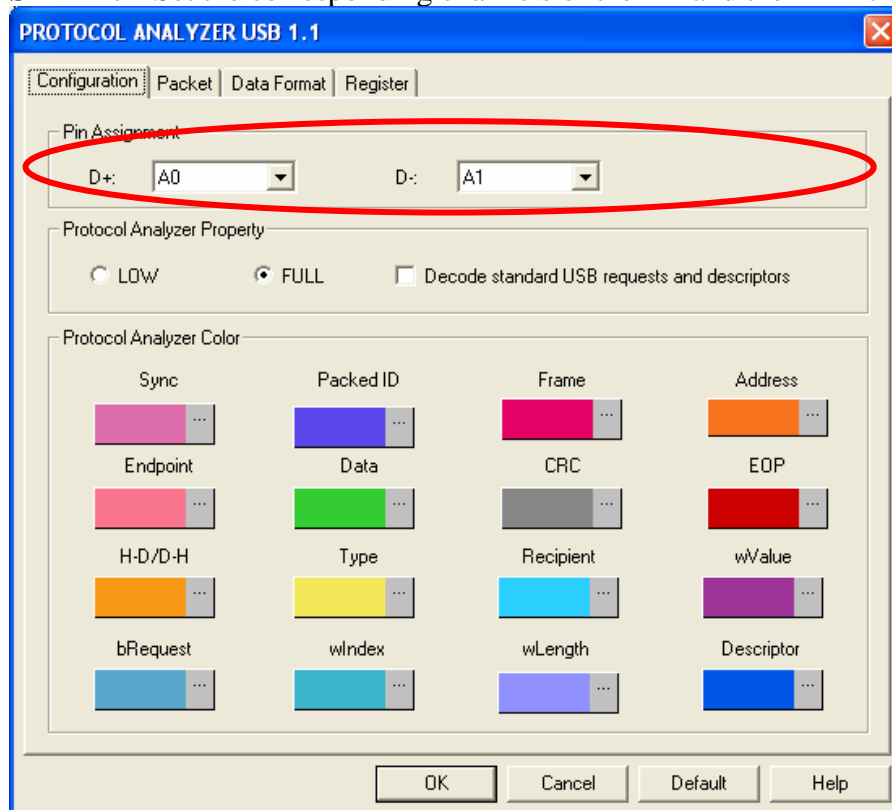 PROTOCOL ANALYZER USB 1.1
Configuration Packet Data Format Register
Pin Assignment
D+: A0 D-: A1
Protocol Analyzer Property
LOW FULL Decode standard USB requests and descriptors
Protocol Analyzer Color
Sync Packed ID Frame Address
... ... ... ...
Endpoint Data CRC EOP
... ... ... ...
H-D/D-H Type Recipient wValue
... ... ... ...
bRequest wIndex wLength Descriptor
... ... ... ...
OK Cancel Default Help